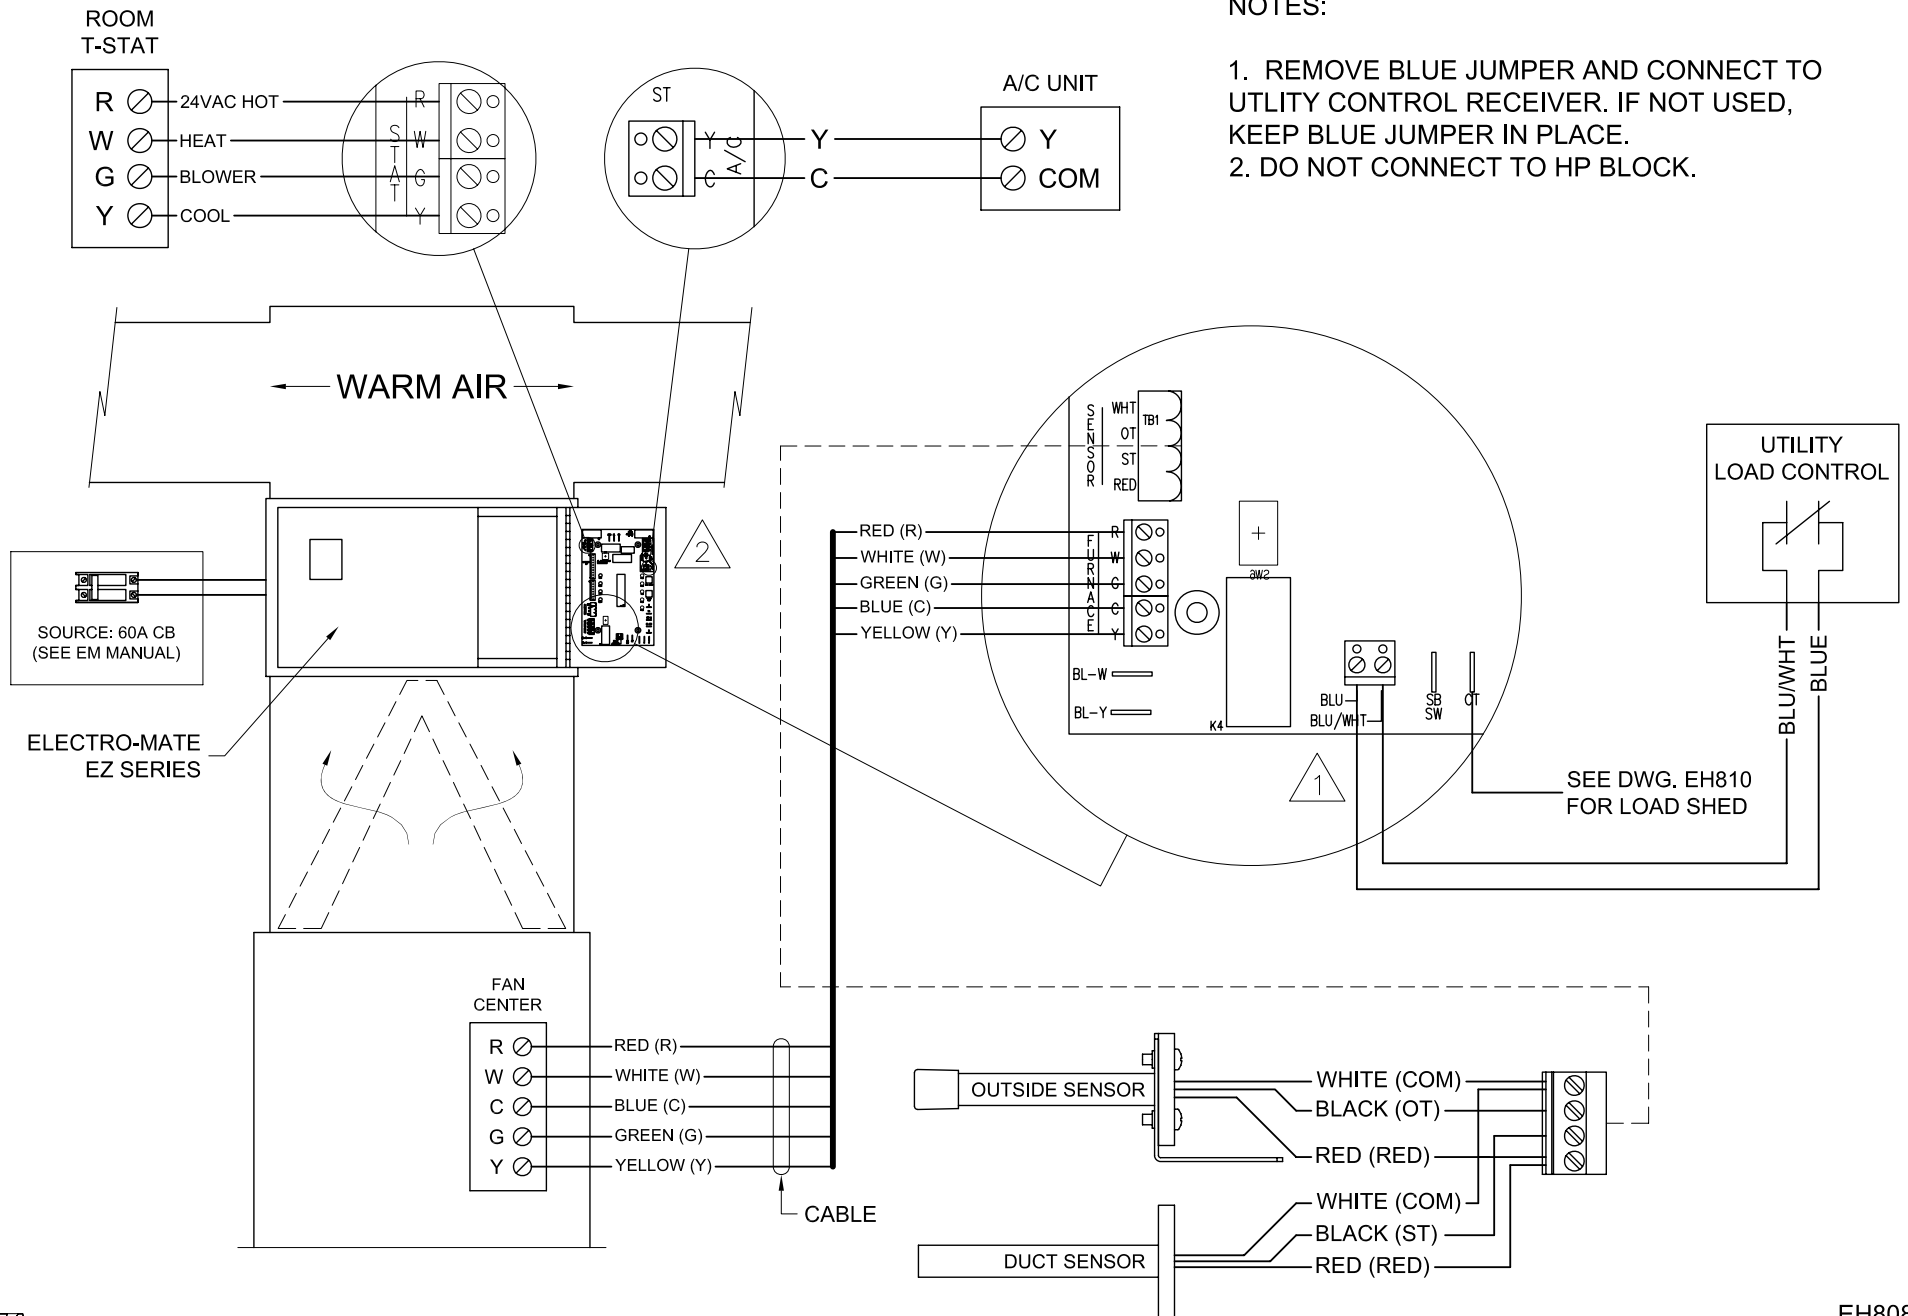 ROOM
T-STAT
R
24VAC HOT
R
W
HEAT
W
G
BLOWER
G
Y
COOL
Y
STAT
ST
Y
C
A/C
Y
C
A/C UNIT
Y
COM
NOTES:
1. REMOVE BLUE JUMPER AND CONNECT TO
UTLITY CONTROL RECEIVER. IF NOT USED,
KEEP BLUE JUMPER IN PLACE.
2. DO NOT CONNECT TO HP BLOCK.
WARM AIR
2
SOURCE: 60A CB
(SEE EM MANUAL)
ELECTRO-MATE
EZ SERIES
SENSOR
WHT
OT
ST
RED
TB1
RED (R)
WHITE (W)
GREEN (G)
BLUE (C)
YELLOW (Y)
FURNACE
R
W
G
C
Y
SW6
BL-W
BL-Y
K4
BLU
BLU/WHT
SB
SW
OT
1
UTILITY
LOAD CONTROL
BLU/WHT
BLUE
SEE DWG. EH810
FOR LOAD SHED
FAN
CENTER
R
RED (R)
W
WHITE (W)
C
BLUE (C)
G
GREEN (G)
Y
YELLOW (Y)
CABLE
OUTSIDE SENSOR
WHITE (COM)
BLACK (OT)
RED (RED)
DUCT SENSOR
WHITE (COM)
BLACK (ST)
RED (RED)
EH808